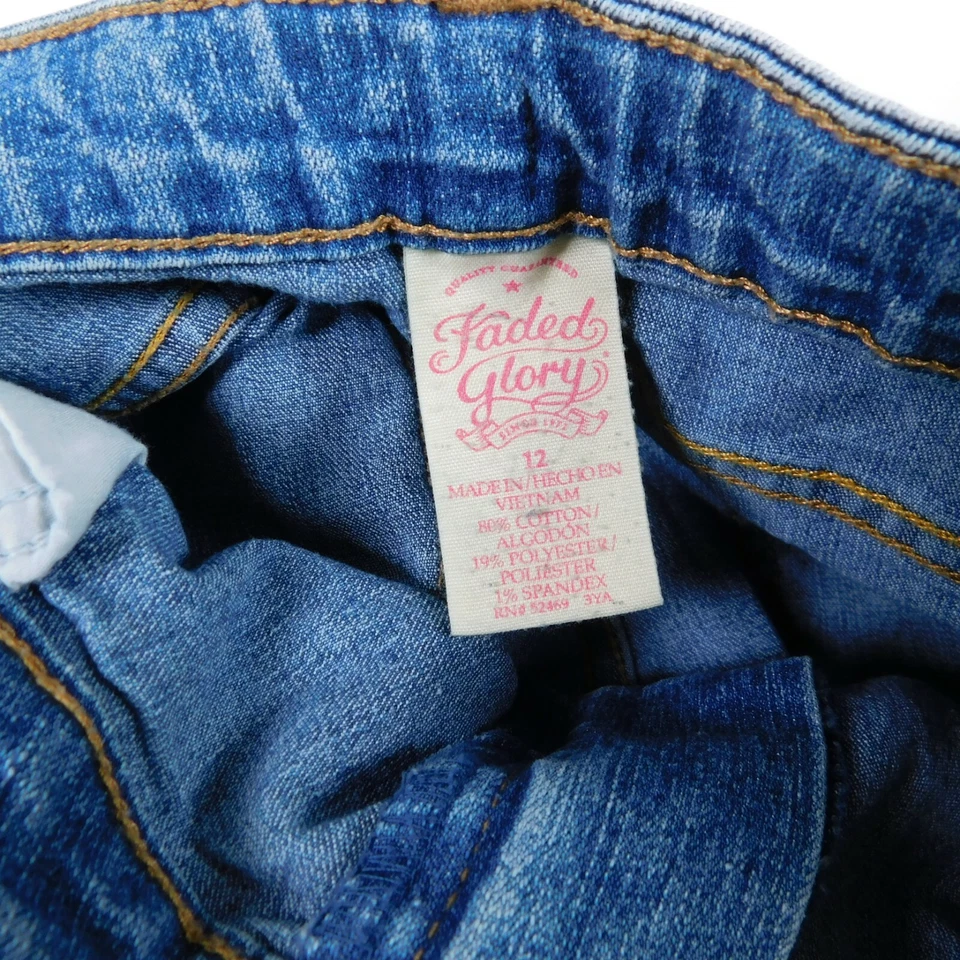 QUALITY GUARANTEED
Faded
Glory
SINCE 1972
12
MADE IN/HECHO EN
VIETNAM
80% COTTON/
ALGODÓN
19% POLYESTER/
POLIÉSTER
1% SPANDEX
RN# 52469 3YA